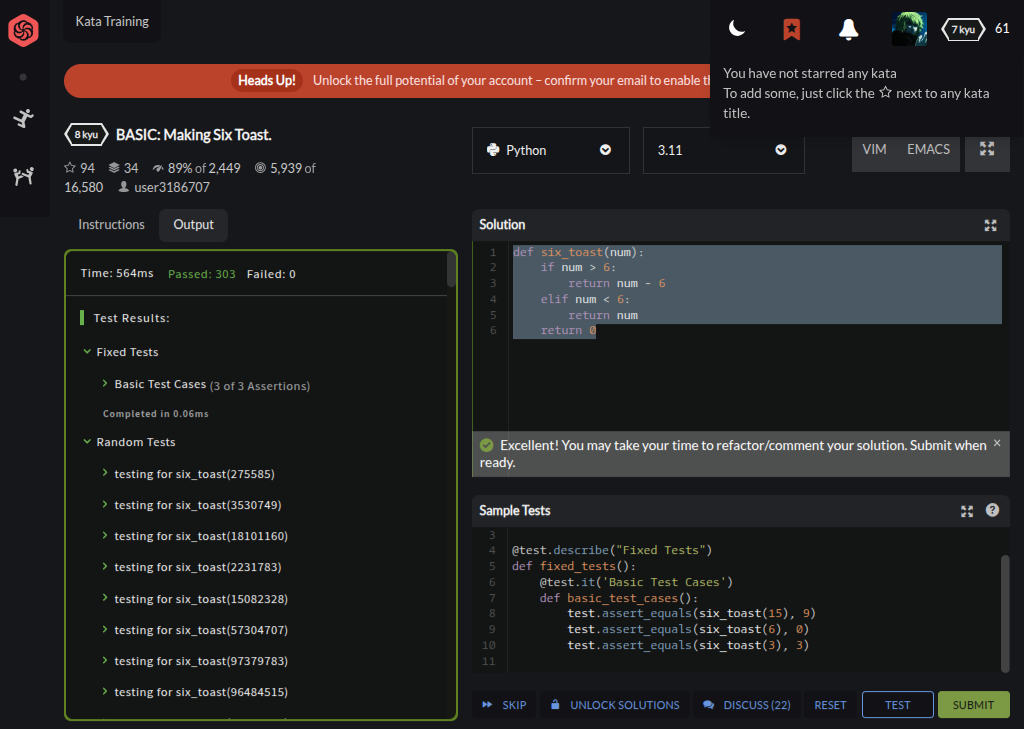 Kata Training
7 kyu
61
You have not starred any kata
To add some, just click the ☆ next to any kata
title.
Heads Up! Unlock the full potential of your account – confirm your email to enable th
8 kyu BASIC: Making Six Toast.
94 34 89% of 2,449 5,939 of
16,580 user3186707
Python
3.11
VIM EMACS
Instructions Output
Time: 564ms Passed: 303 Failed: 0
Test Results:
Fixed Tests
Basic Test Cases (3 of 3 Assertions)
Completed in 0.06ms
Random Tests
testing for six_toast(275585)
testing for six_toast(3530749)
testing for six_toast(18101160)
testing for six_toast(2231783)
testing for six_toast(15082328)
testing for six_toast(57304707)
testing for six_toast(97379783)
testing for six_toast(96484515)
Solution
1 def six_toast(num):
2 if num > 6:
3 return num - 6
4 elif num < 6:
5 return num
6 return 0
Excellent! You may take your time to refactor/comment your solution. Submit when
ready.
×
Sample Tests
3
4 @test.describe("Fixed Tests")
5 def fixed_tests():
6 @test.it('Basic Test Cases')
7 def basic_test_cases():
8 test.assert_equals(six_toast(15), 9)
9 test.assert_equals(six_toast(6), 0)
10 test.assert_equals(six_toast(3), 3)
11
SKIP UNLOCK SOLUTIONS DISCUSS (22) RESET TEST SUBMIT